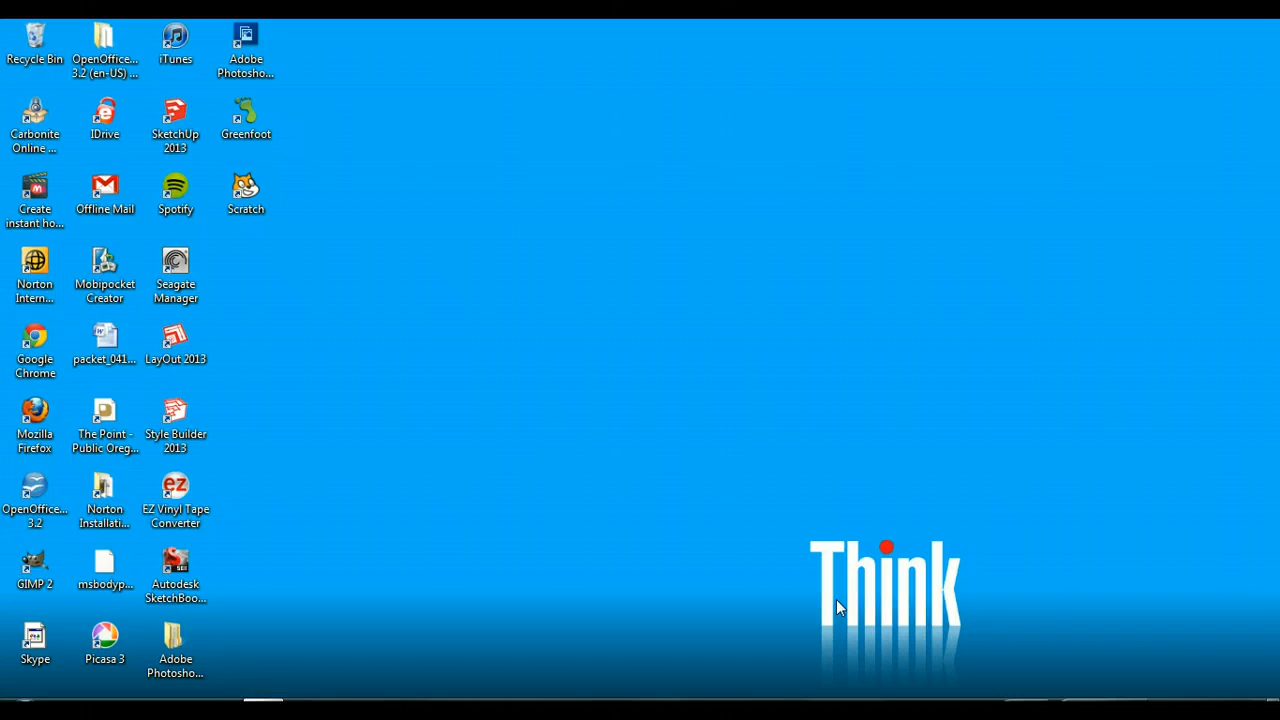 Recycle Bin
OpenOffice...
3.2 (en-US) ...
iTunes
Adobe
Photosho...
Carbonite
Online ...
IDrive
SketchUp
2013
Greenfoot
Create
instant ho...
Offline Mail
Spotify
Scratch
Norton
Intern...
Mobipocket
Creator
Seagate
Manager
Google
Chrome
packet_041...
LayOut 2013
Mozilla
Firefox
The Point -
Public Oreg...
Style Builder
2013
OpenOffice...
3.2
Norton
Installati...
ez
EZ Vinyl Tape
Converter
GIMP 2
msbodyp...
Autodesk
SketchBoo...
Skype
Picasa 3
Adobe
Photosho...
Think